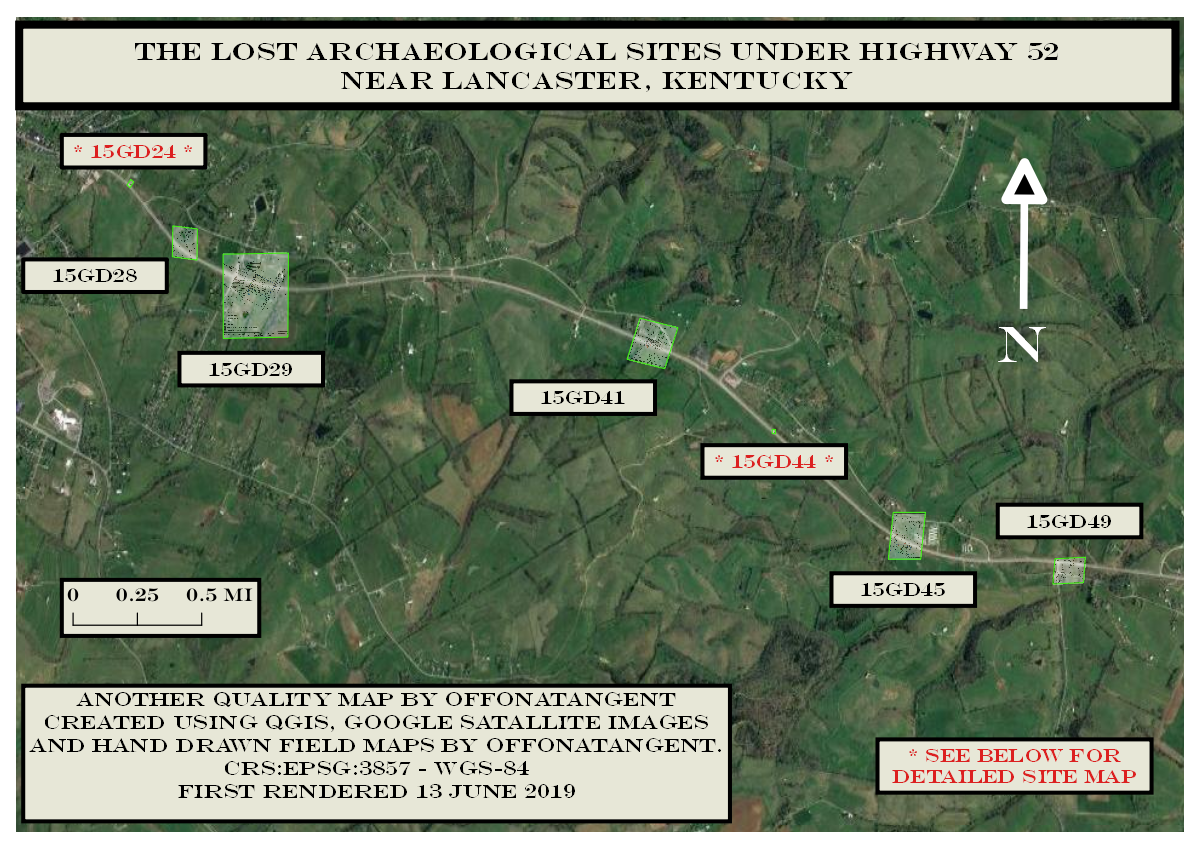 THE LOST ARCHAEOLOGICAL SITES UNDER HIGHWAY 52
NEAR LANCASTER, KENTUCKY
* 15GD24 *
15GD28
15GD29
15GD41
* 15GD44 *
15GD49
15GD45
N
0 0.25 0.5 MI
ANOTHER QUALITY MAP BY OFFONATANGENT
CREATED USING QGIS, GOOGLE SATALLITE IMAGES
AND HAND DRAWN FIELD MAPS BY OFFONATANGENT.
CRS:EPSG:3857 - WGS-84
FIRST RENDERED 13 JUNE 2019
* SEE BELOW FOR
DETAILED SITE MAP